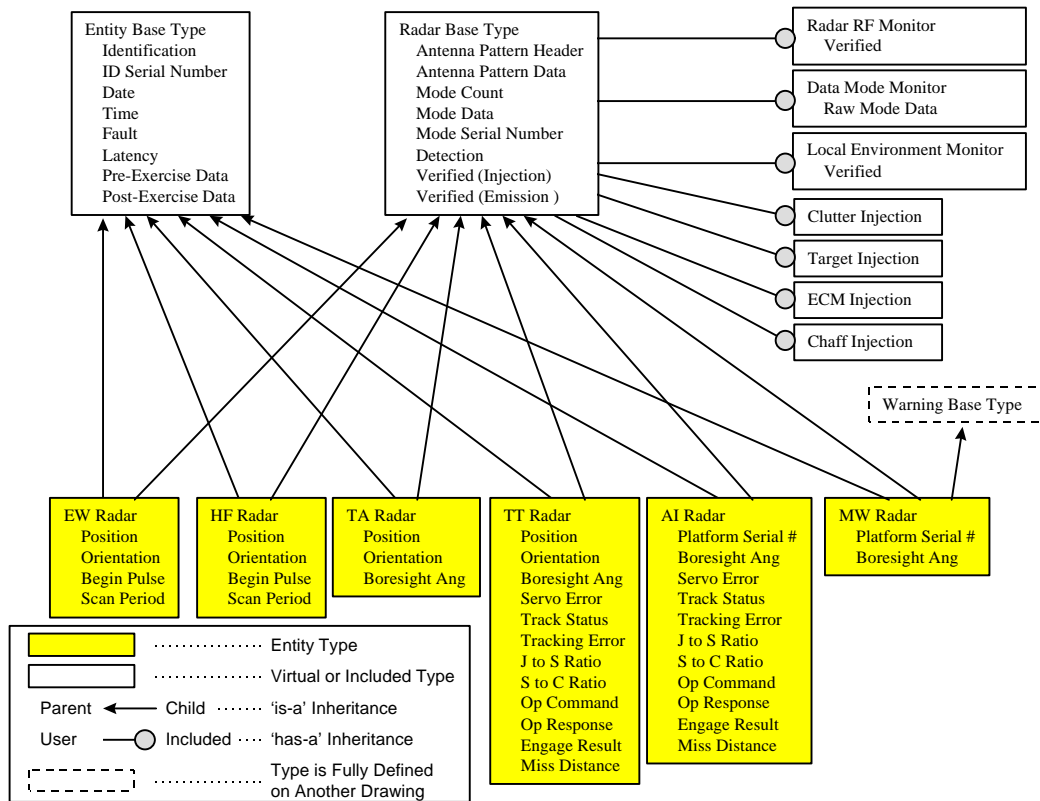 Entity Base Type
Identification
ID Serial Number
Date
Time
Fault
Latency
Pre-Exercise Data
Post-Exercise Data
Radar Base Type
Antenna Pattern Header
Antenna Pattern Data
Mode Count
Mode Data
Mode Serial Number
Detection
Verified (Injection)
Verified (Emission )
Radar RF Monitor
Verified
Data Mode Monitor
Raw Mode Data
Local Environment Monitor
Verified
Clutter Injection
Target Injection
ECM Injection
Chaff Injection
Warning Base Type
EW Radar
Position
Orientation
Begin Pulse
Scan Period
HF Radar
Position
Orientation
Begin Pulse
Scan Period
TA Radar
Position
Orientation
Boresight Ang
TT Radar
Position
Orientation
Boresight Ang
Servo Error
Track Status
Tracking Error
J to S Ratio
S to C Ratio
Op Command
Op Response
Engage Result
Miss Distance
AI Radar
Platform Serial #
Boresight Ang
Servo Error
Track Status
Tracking Error
J to S Ratio
S to C Ratio
Op Command
Op Response
Engage Result
Miss Distance
MW Radar
Platform Serial #
Boresight Ang
Entity Type
Virtual or Included Type
Parent Child 'is-a' Inheritance
User Included 'has-a' Inheritance
Type is Fully Defined
on Another Drawing